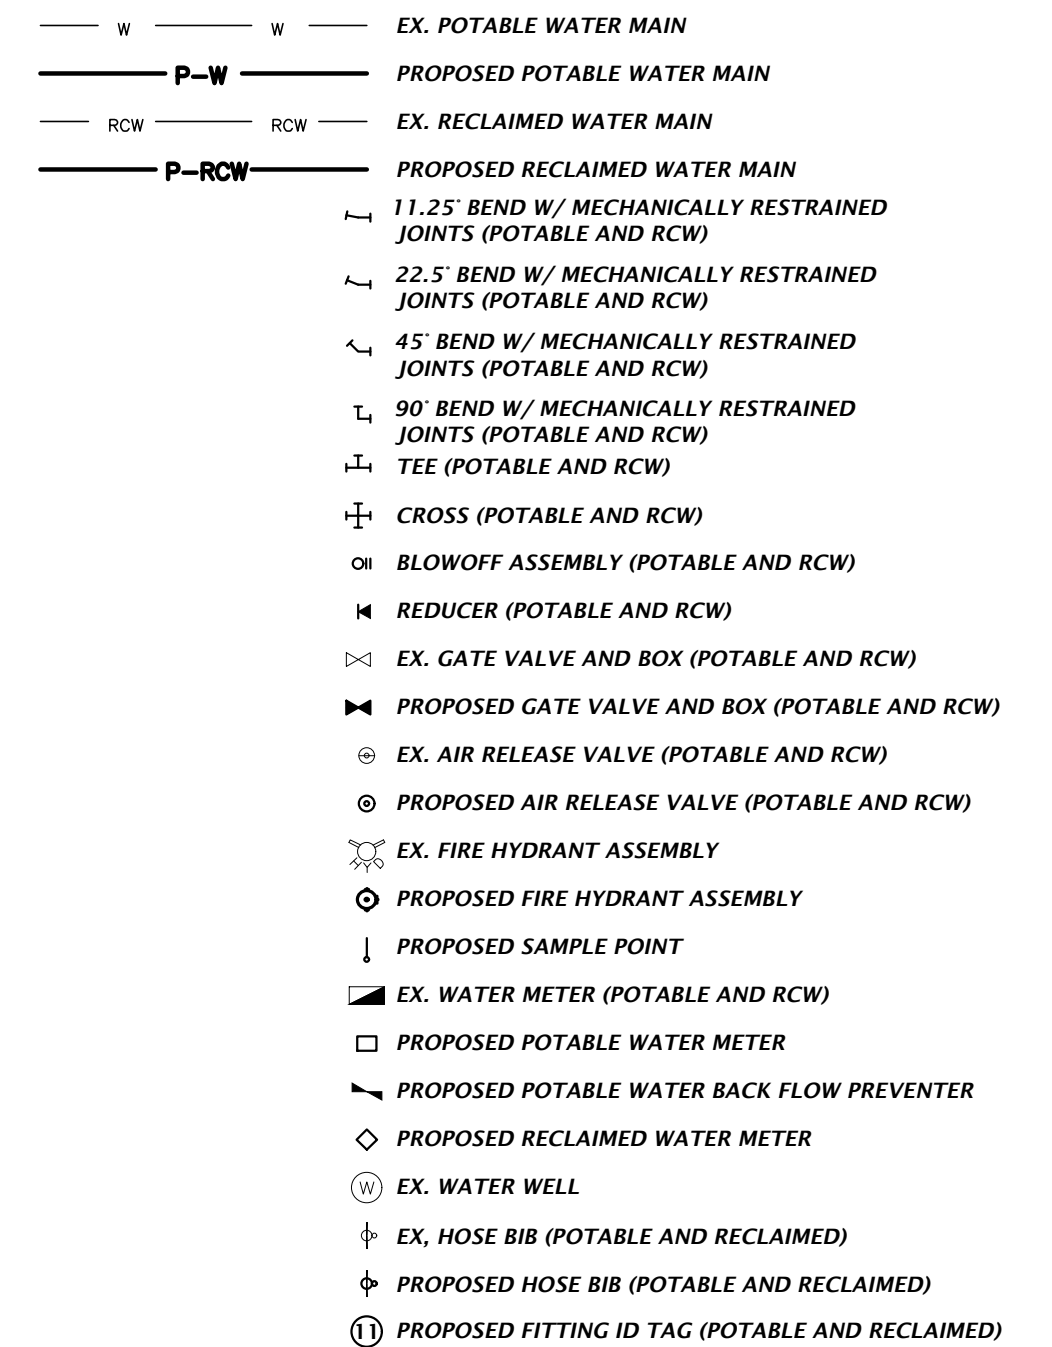 W W EX. POTABLE WATER MAIN
P-W PROPOSED POTABLE WATER MAIN
RCW RCW EX. RECLAIMED WATER MAIN
P-RCW PROPOSED RECLAIMED WATER MAIN
11.25° BEND W/ MECHANICALLY RESTRAINED
JOINTS (POTABLE AND RCW)
22.5° BEND W/ MECHANICALLY RESTRAINED
JOINTS (POTABLE AND RCW)
45° BEND W/ MECHANICALLY RESTRAINED
JOINTS (POTABLE AND RCW)
90° BEND W/ MECHANICALLY RESTRAINED
JOINTS (POTABLE AND RCW)
TEE (POTABLE AND RCW)
CROSS (POTABLE AND RCW)
BLOWOFF ASSEMBLY (POTABLE AND RCW)
REDUCER (POTABLE AND RCW)
EX. GATE VALVE AND BOX (POTABLE AND RCW)
PROPOSED GATE VALVE AND BOX (POTABLE AND RCW)
EX. AIR RELEASE VALVE (POTABLE AND RCW)
PROPOSED AIR RELEASE VALVE (POTABLE AND RCW)
HYD EX. FIRE HYDRANT ASSEMBLY
PROPOSED FIRE HYDRANT ASSEMBLY
PROPOSED SAMPLE POINT
EX. WATER METER (POTABLE AND RCW)
PROPOSED POTABLE WATER METER
PROPOSED POTABLE WATER BACK FLOW PREVENTER
PROPOSED RECLAIMED WATER METER
W EX. WATER WELL
EX, HOSE BIB (POTABLE AND RECLAIMED)
PROPOSED HOSE BIB (POTABLE AND RECLAIMED)
11 PROPOSED FITTING ID TAG (POTABLE AND RECLAIMED)